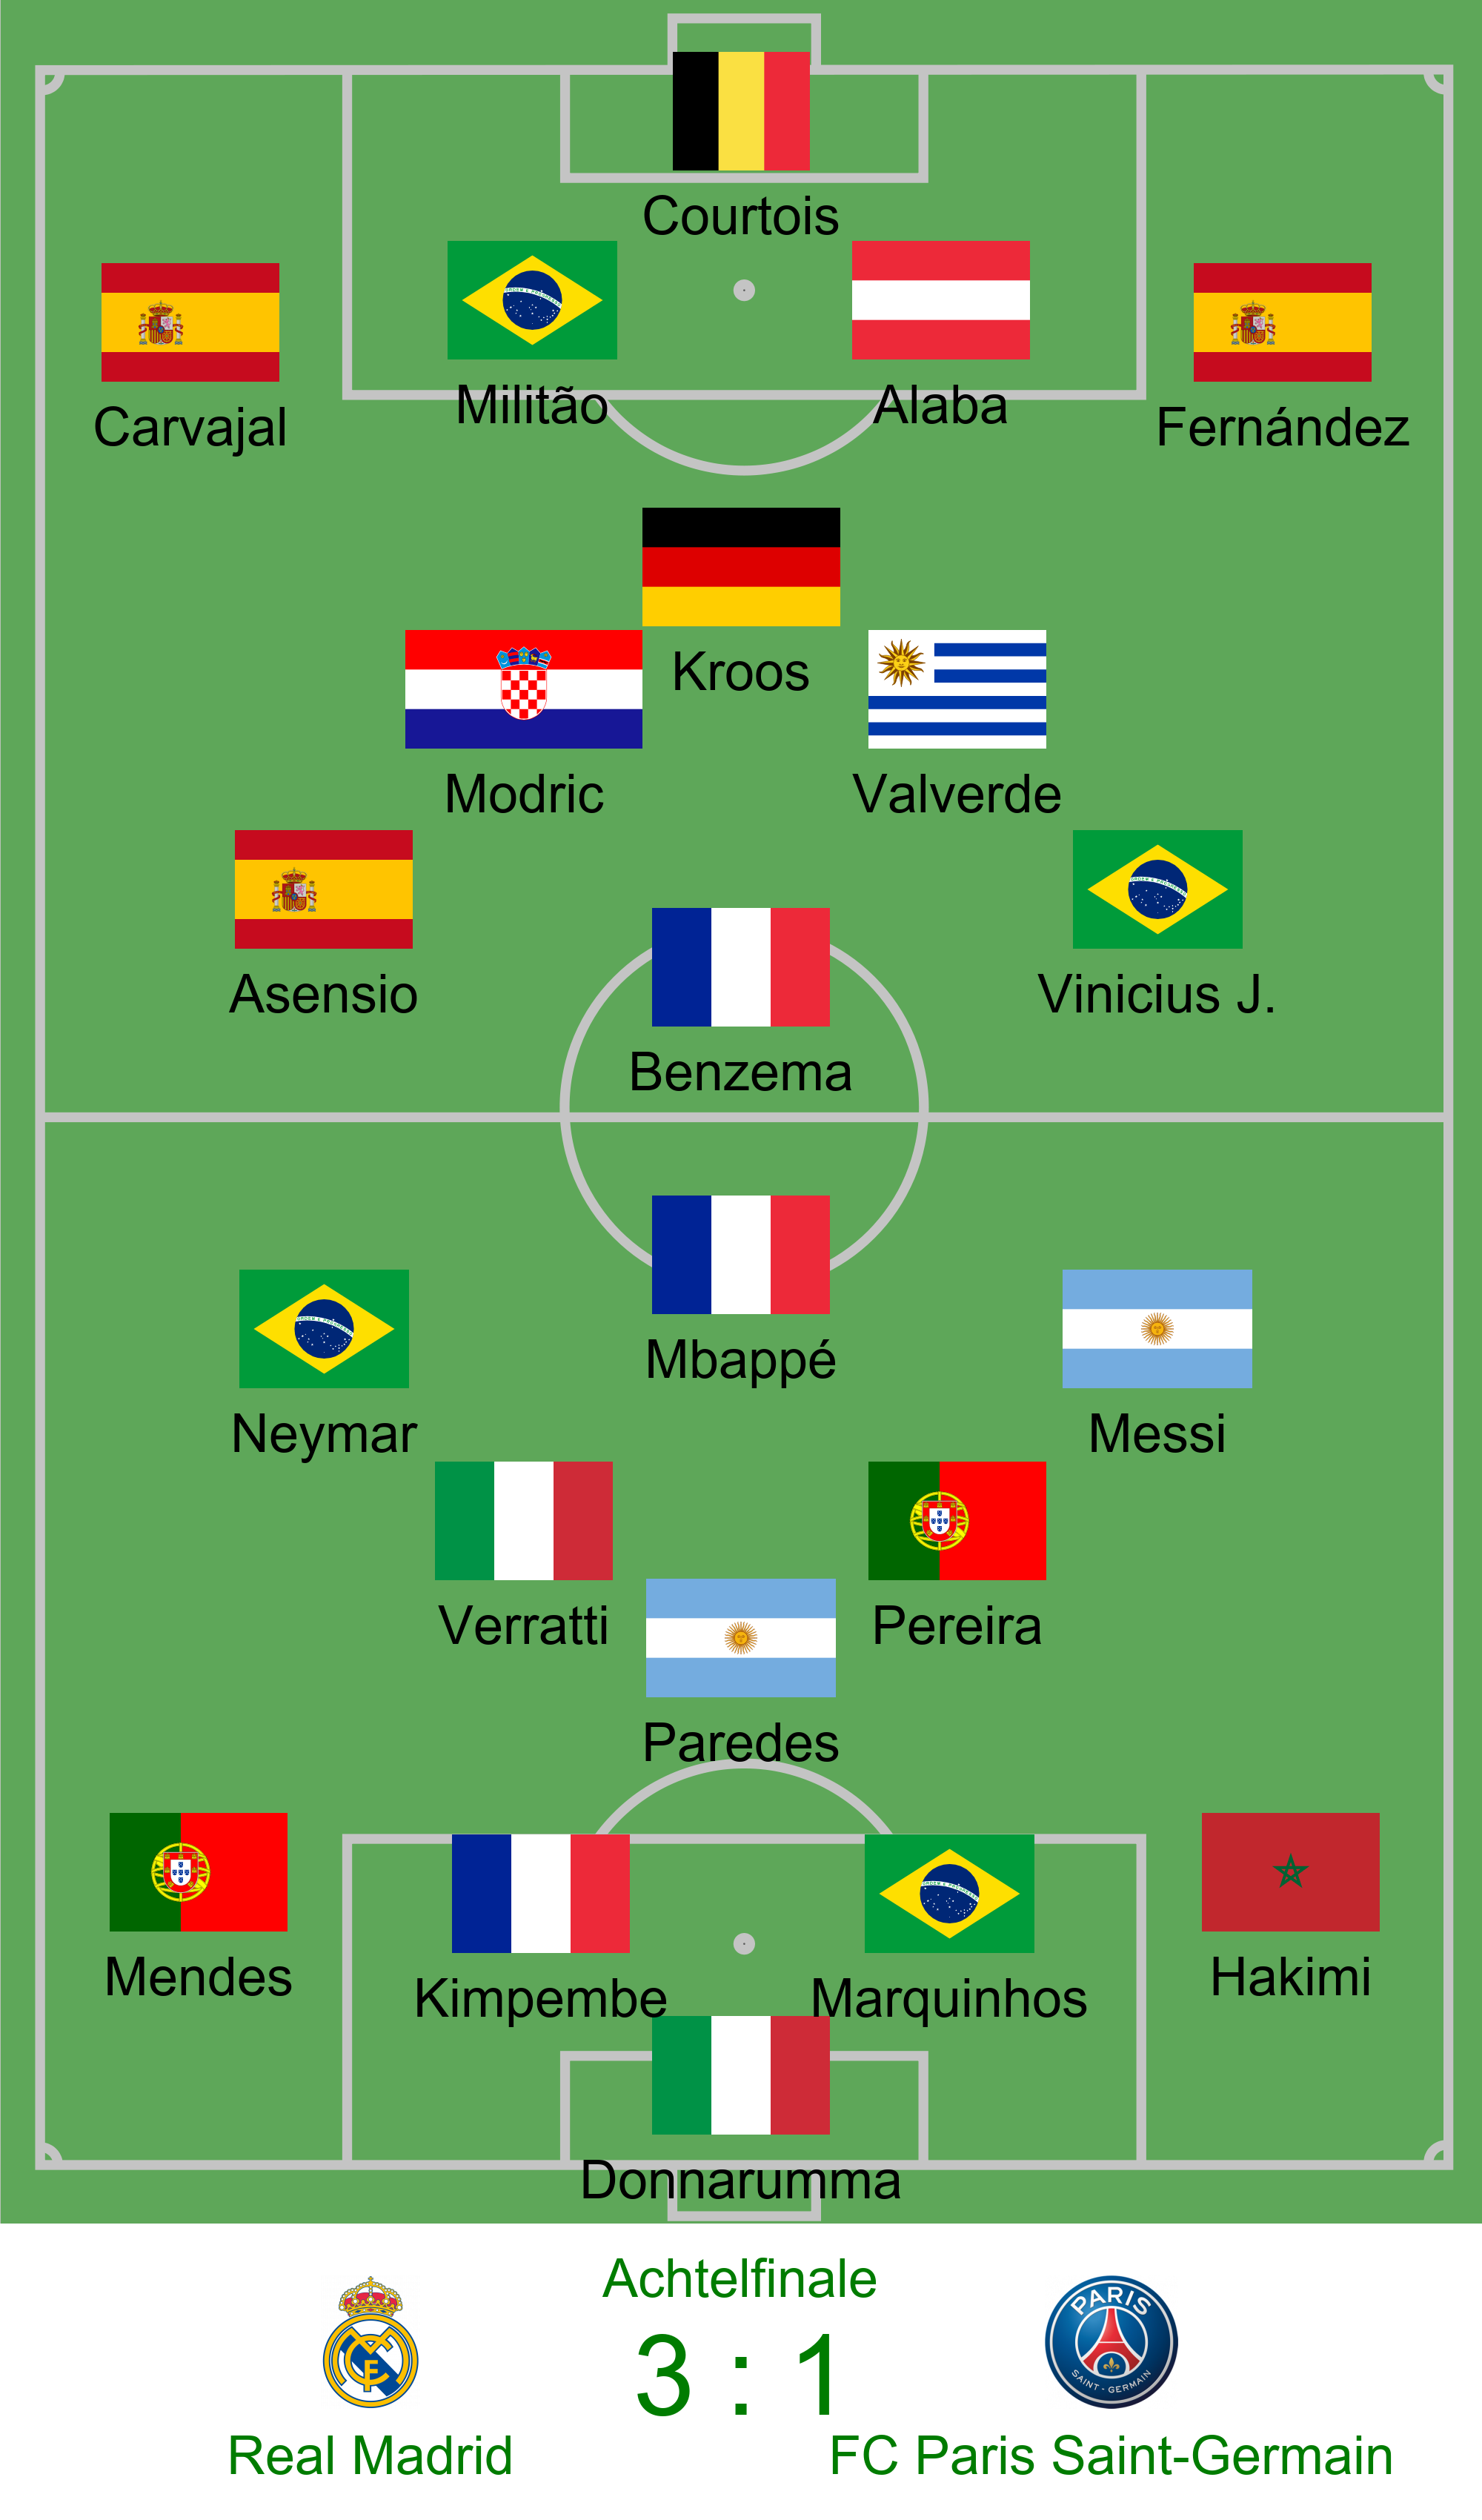 Courtois
Carvajal
Militão
Alaba
Fernández
Kroos
Modric
Valverde
Asensio
Vinicius J.
Benzema
Mbappé
Neymar
Messi
Verratti
Pereira
Paredes
Mendes
Kimpembe
Marquinhos
Hakimi
Donnarumma
Achtelfinale
3 : 1
PARIS
SAINT-GERMAIN
Real Madrid
FC Paris Saint-Germain